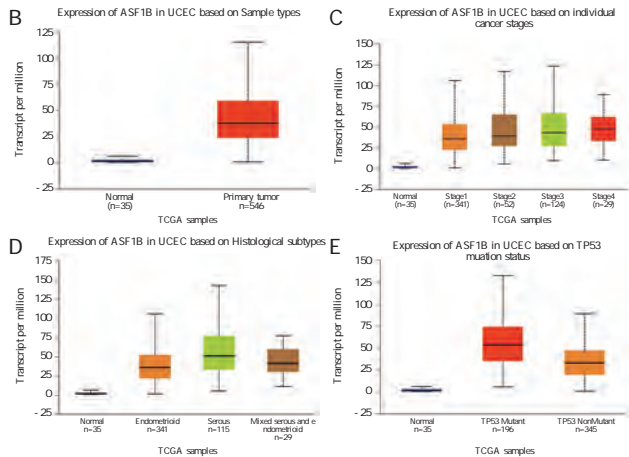 B
Expression of ASF1B in UCEC based on Sample types
Transcript per million
125
100
75
50
25
0
-25
Normal
(n=35)
Primary tumor
n=546
TCGA samples
C
Expression of ASF1B in UCEC based on individual
cancer stages
Transcript per million
150
125
100
75
50
25
0
-25
Normal
(n=35)
Stage1
(n=341)
Stage2
(n=52)
Stage3
(n=124)
Stage4
(n=29)
TCGA samples
D
Expression of ASF1B in UCEC based on Histological subtypes
Transcript per million
175
150
125
100
75
50
25
0
-25
Normal
n=35
Endometrioid
n=341
Serous
n=115
Mixed serous and e
ndometrioid
n=29
TCGA samples
E
Expression of ASF1B in UCEC based on TP53
muation status
Transcript per million
150
125
100
75
50
25
0
-25
Normal
n=35
TP53 Mutant
n=196
TP53 NonMutant
n=345
TCGA samples